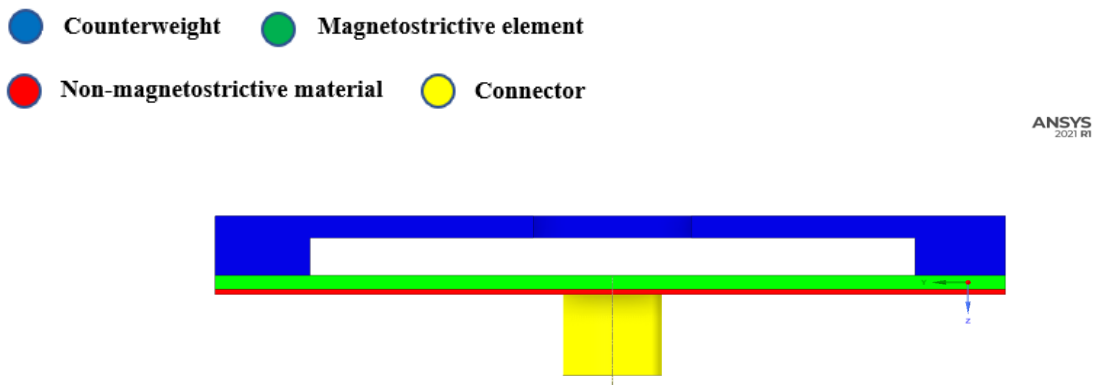 Counterweight Magnetostrictive element
Non-magnetostrictive material Connector
ANSYS
2021 R1
Y
Z